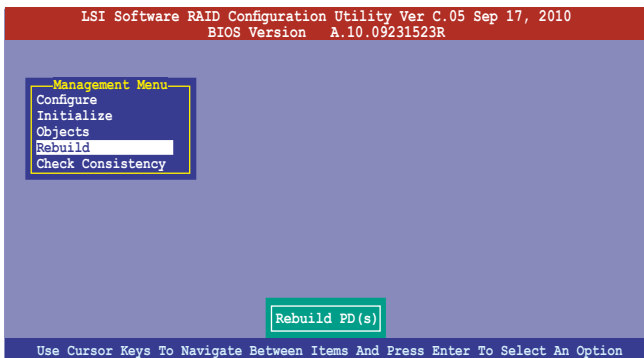 LSI Software RAID Configuration Utility Ver C.05 Sep 17, 2010
BIOS Version A.10.09231523R
Management Menu
Configure
Initialize
Objects
Rebuild
Check Consistency
Rebuild PD(s)
Use Cursor Keys To Navigate Between Items And Press Enter To Select An Option